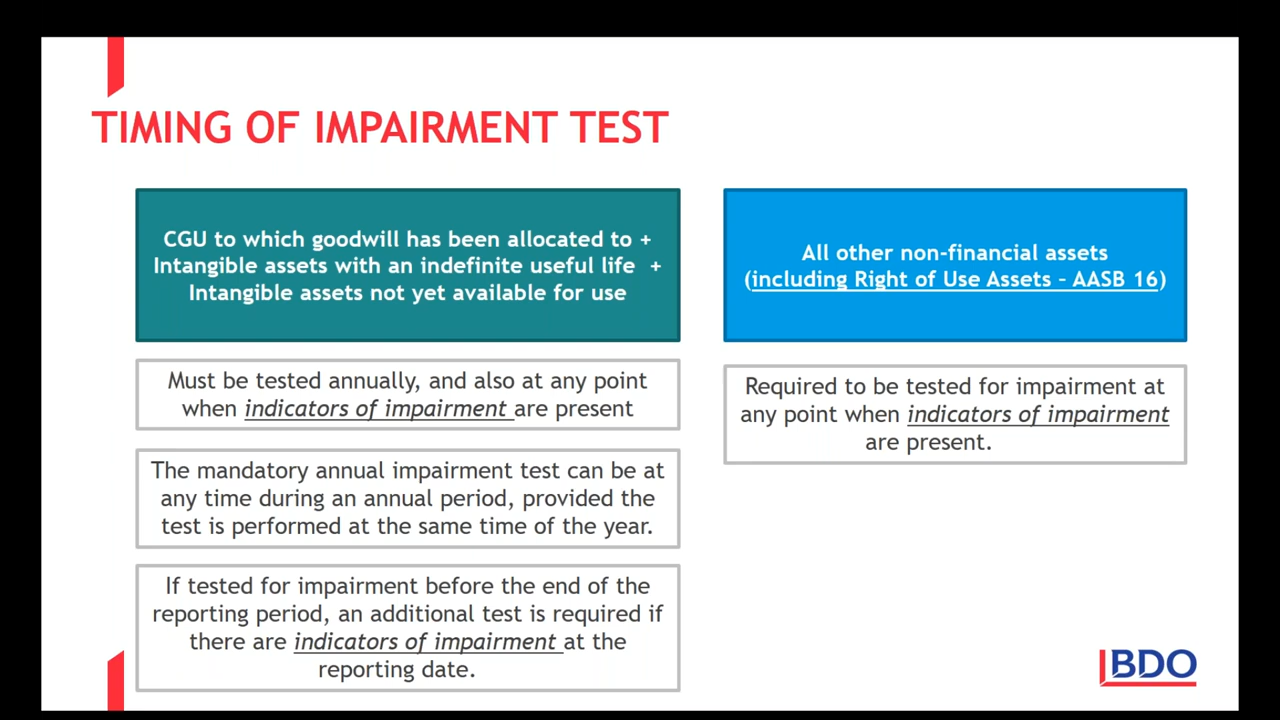 TIMING OF IMPAIRMENT TEST
CGU to which goodwill has been allocated to +
Intangible assets with an indefinite useful life +
Intangible assets not yet available for use
Must be tested annually, and also at any point
when indicators of impairment are present
The mandatory annual impairment test can be at
any time during an annual period, provided the
test is performed at the same time of the year.
If tested for impairment before the end of the
reporting period, an additional test is required if
there are indicators of impairment at the
reporting date.
All other non-financial assets
(including Right of Use Assets – AASB 16)
Required to be tested for impairment at
any point when indicators of impairment
are present.
BDO